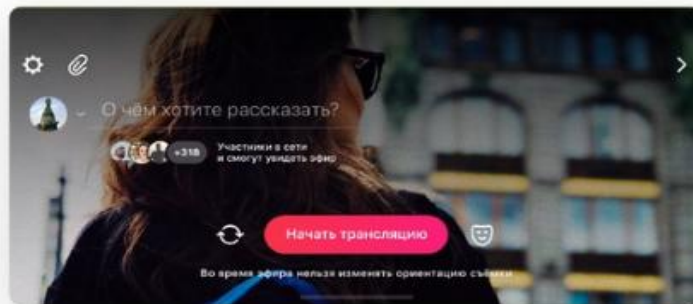 О чём хотите рассказать?
+318
Участники в сети
и смогут увидеть эфир
Начать трансляцию
Во время эфира нельзя изменять ориентацию съёмки